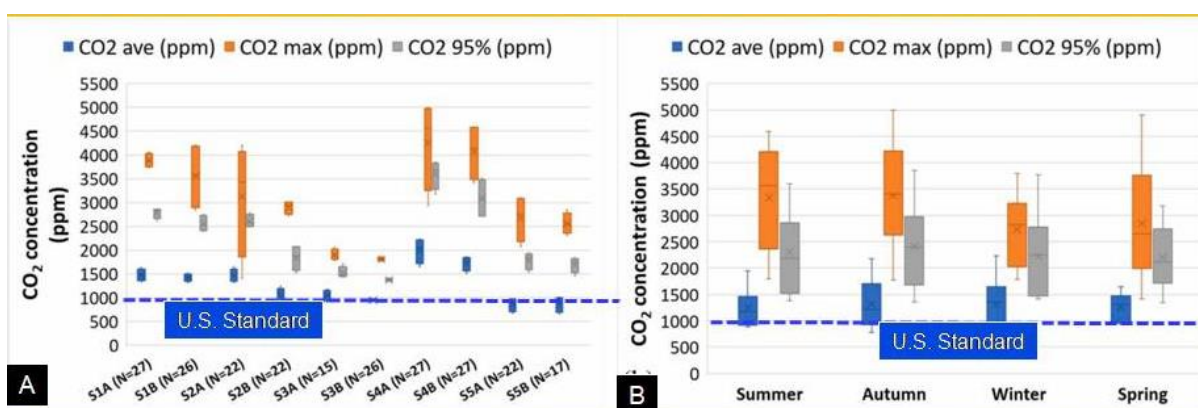 CO2 ave (ppm) CO2 max (ppm) CO2 95% (ppm)
5500
5000
4500
4000
3500
3000
2500
2000
1500
1000
500
0
CO2 concentration
(ppm)
U.S. Standard
S1A (N=27) S1B (N=26) S2A (N=22) S2B (N=22) S3A (N=15) S3B (N=26) S4A (N=27) S4B (N=27) S5A (N=22) S5B (N=17)
A
CO2 ave (ppm) CO2 max (ppm) CO2 95% (ppm)
5500
5000
4500
4000
3500
3000
2500
2000
1500
1000
500
0
CO2 concentration (ppm)
U.S. Standard
Summer Autumn Winter Spring
B